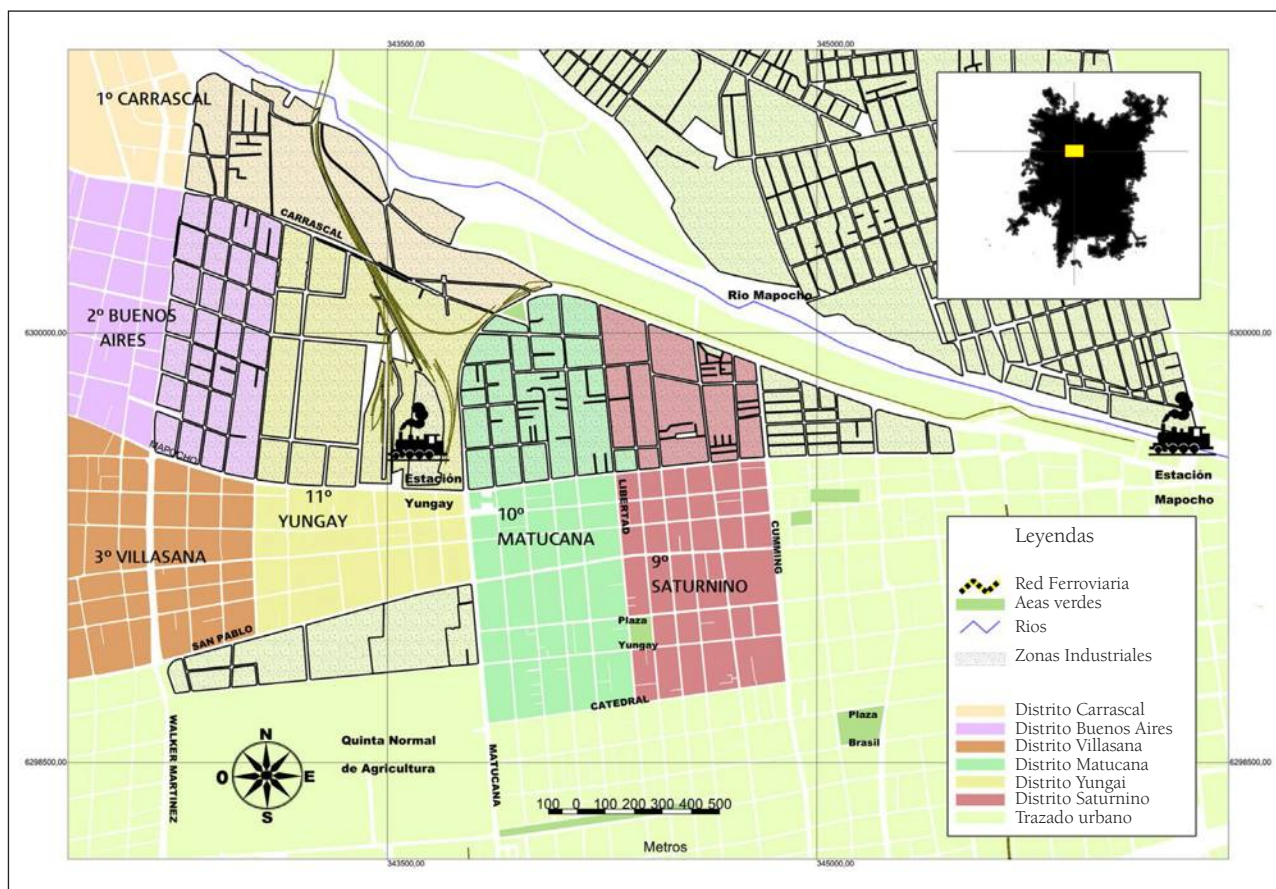 343500,00
345000,00
1º CARRASCAL
CARRASCAL
Rio Mapocho
2º BUENOS
AIRES
6300000,00
6300000,00
MAPOCHO
Estación
Yungay
Estación
Mapocho
11º
YUNGAY
10º
MATUCANA
LIBERTAD
9º
SATURNINO
CUMMING
3º VILLASANA
SAN PABLO
Plaza
Yungay
CATEDRAL
Plaza
Brasil
WALKER MARTINEZ
N
O
E
S
Quinta Normal
de Agricultura
MATUCANA
6298500,00
6298500,00
100 0 100 200 300 400 500
Metros
343500,00
345000,00
Leyendas
Red Ferroviaria
Aeas verdes
Rios
Zonas Industriales
Distrito Carrascal
Distrito Buenos Aires
Distrito Villasana
Distrito Matucana
Distrito Yungai
Distrito Saturnino
Trazado urbano